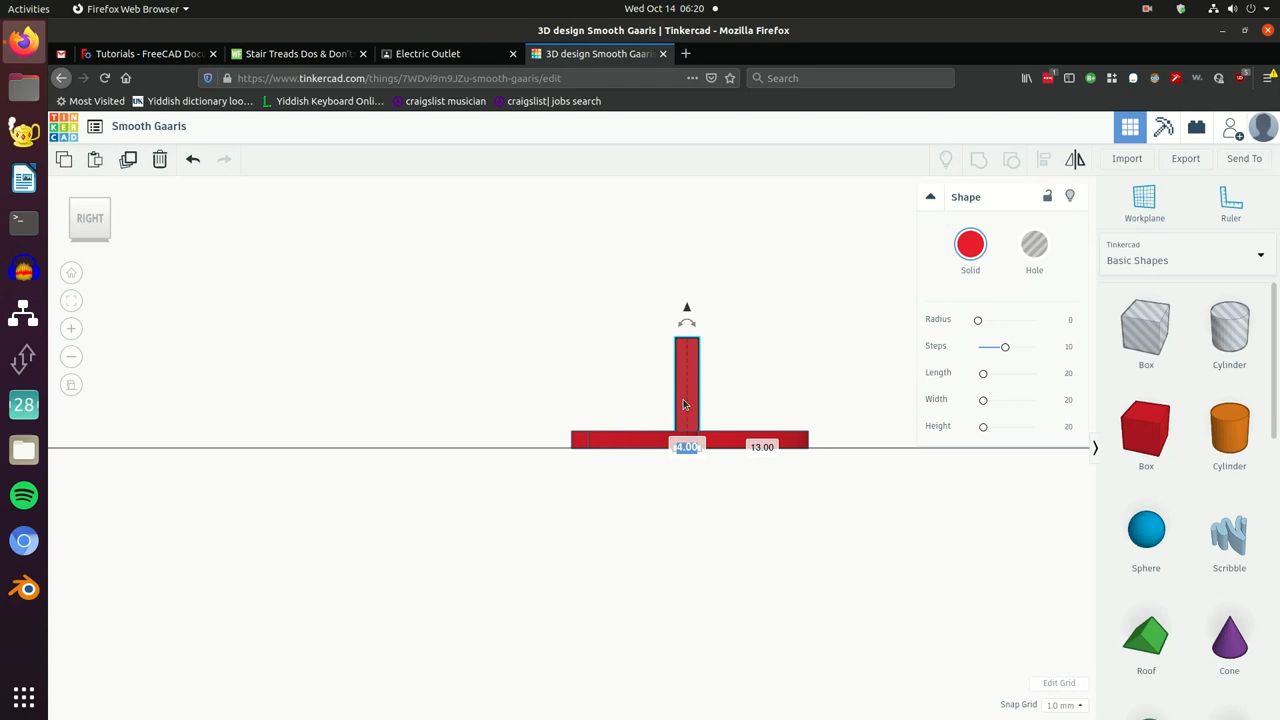 Activities
Firefox Web Browser
Wed Oct 14 06:20
3D design Smooth Gaaris | Tinkercad - Mozilla Firefox
Tutorials - FreeCAD Docu
Stair Treads Dos & Don't
Electric Outlet
3D design Smooth Gaaris
https://www.tinkercad.com/things/7WDvi9m9JZu-smooth-gaaris/edit
Search
Most Visited
Yiddish dictionary loo...
Yiddish Keyboard Onli...
craigslist musician
craigslist| jobs search
TIN
KER
CAD
Smooth Gaaris
Import
Export
Send To
RIGHT
Shape
Solid
Hole
Radius 0
Steps 10
Length 20
Width 20
Height 20
Workplane
Ruler
Tinkercad
Basic Shapes
Box
Cylinder
Box
Cylinder
Sphere
Scribble
Roof
Cone
4.00
13.00
28
Edit Grid
Snap Grid 1.0 mm